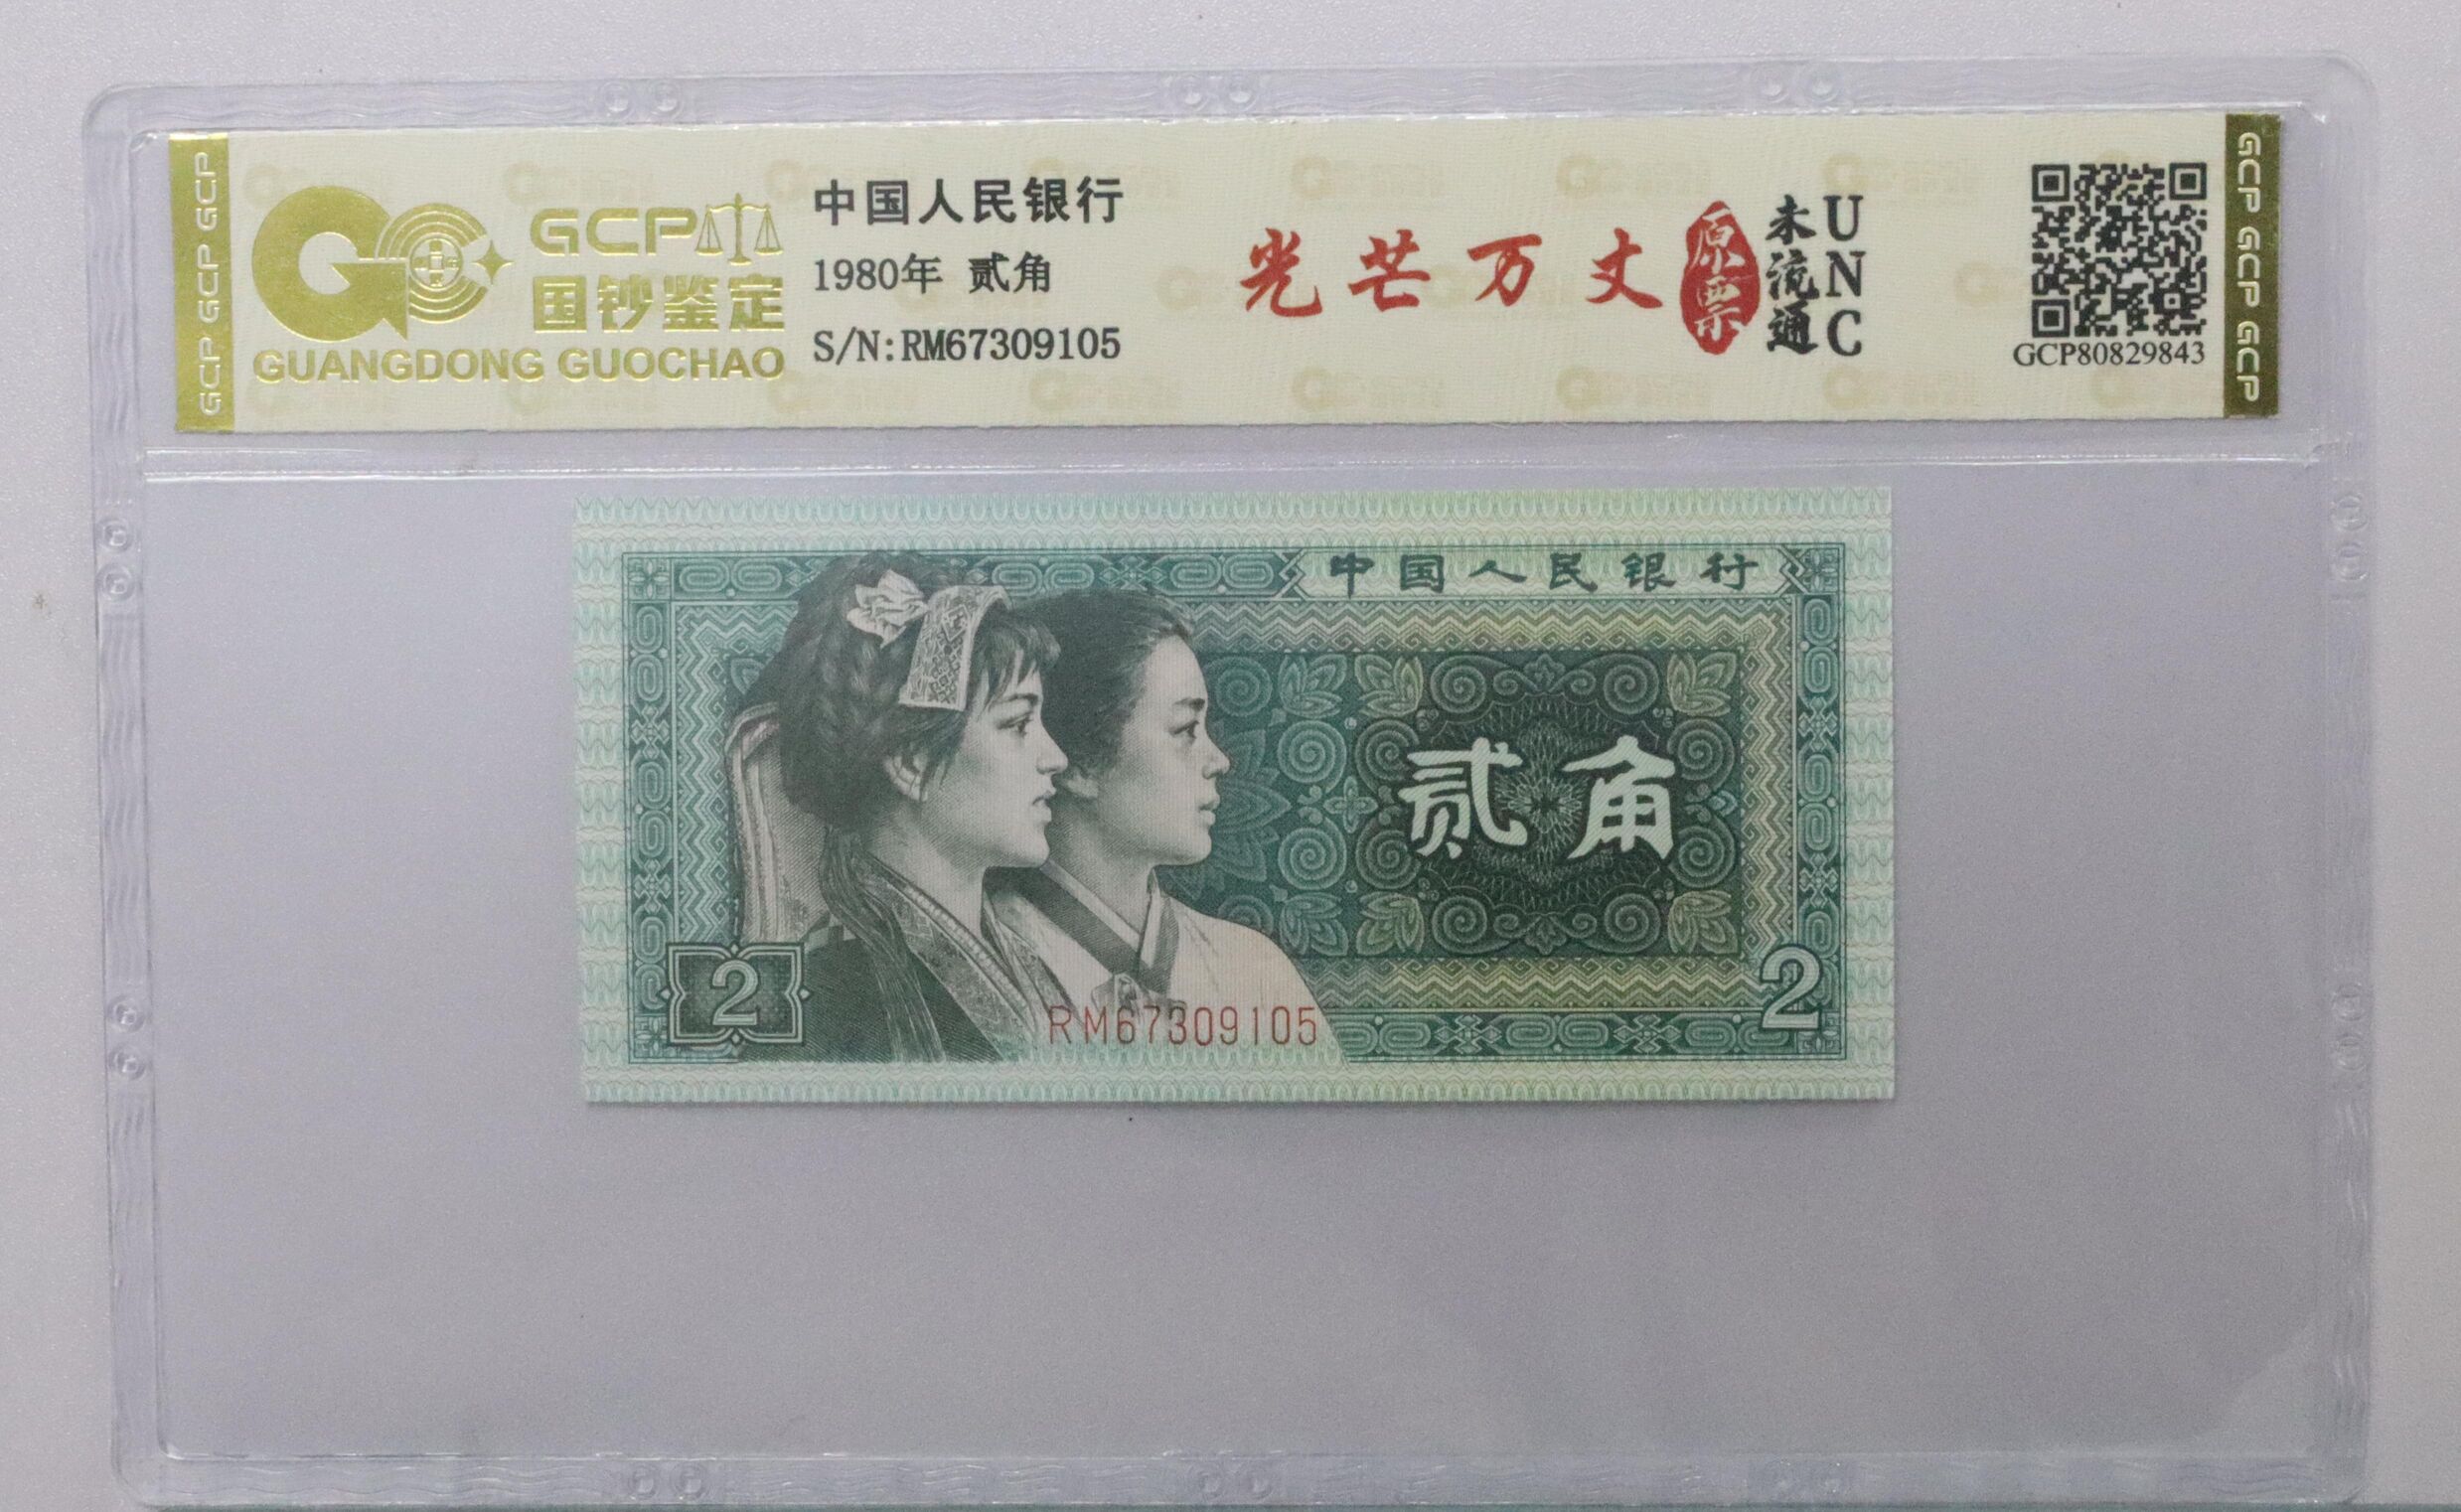 GCP GCP GCP
GCP
国钞鉴定
GUANGDONG GUOCHAO
中国人民银行
1980年 贰角
S/N:RM67309105
光芒万丈
原票
未流通
UNC
GCP80829843
GCP GCP GCP
中国人民银行
贰角
2
2
RM67309105